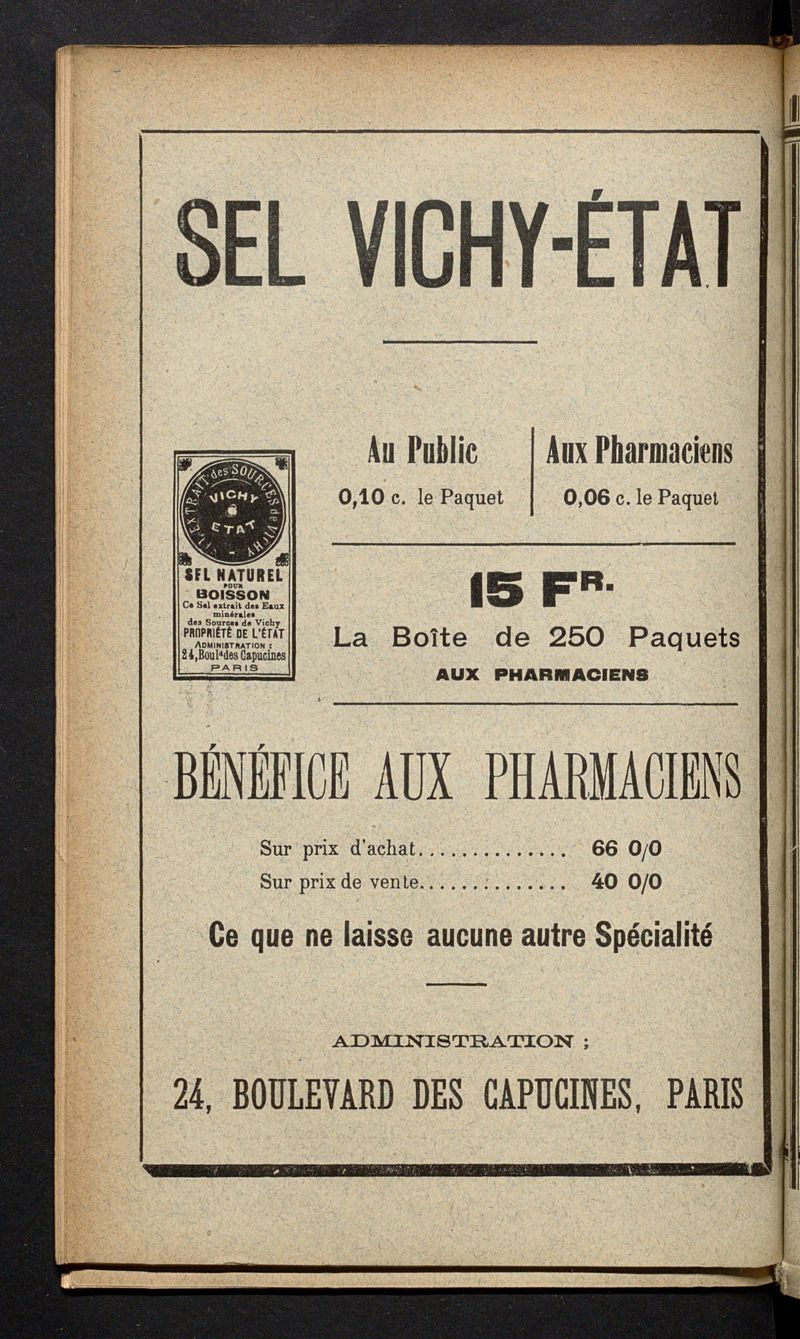 SEL VICHY-ÉTAT
Au Public
0,10 c. le Paquet
Aux Pharmaciens
0,06 c. le Paquet
SEL EXTRAIT des SOURCES de VICHY
VICHY
ETAT
SEL NATUREL
POUR
BOISSON
Ce Sel extrait des Eaux
minérales
des Sources de Vichy
PROPRIÉTÉ DE L'ÉTAT
ADMINISTRATION :
24, Boulᵈ des Capucines
PARIS
15 FR.
La Boîte de 250 Paquets
AUX PHARMACIENS
BÉNÉFICE AUX PHARMACIENS
Sur prix d'achat.............. 66 0/0
Sur prix de vente.............. 40 0/0
Ce que ne laisse aucune autre Spécialité
ADMINISTRATION ;
24, BOULEVARD DES CAPUCINES, PARIS